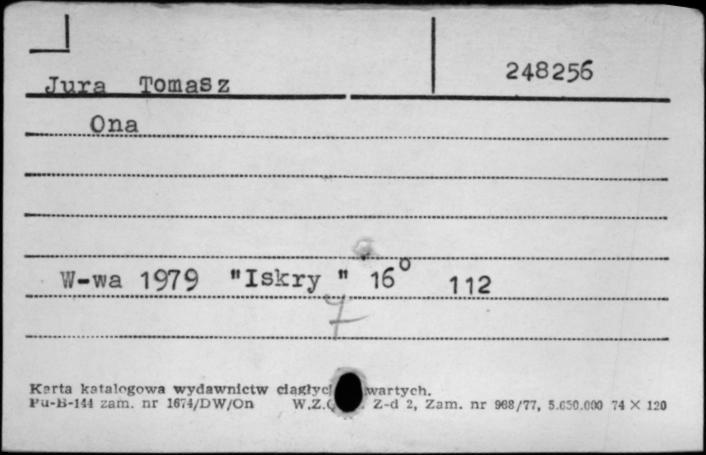 248256
Jura Tomasz
Ona
W-wa 1979 "Iskry " 16° 112
Karta katalogowa wydawnictw wartych.
Pu-B-144 zam. nr 1674/DW/On W.Z. Z-d 2, Zam. nr 968/77, 5.650.000 74 X 120